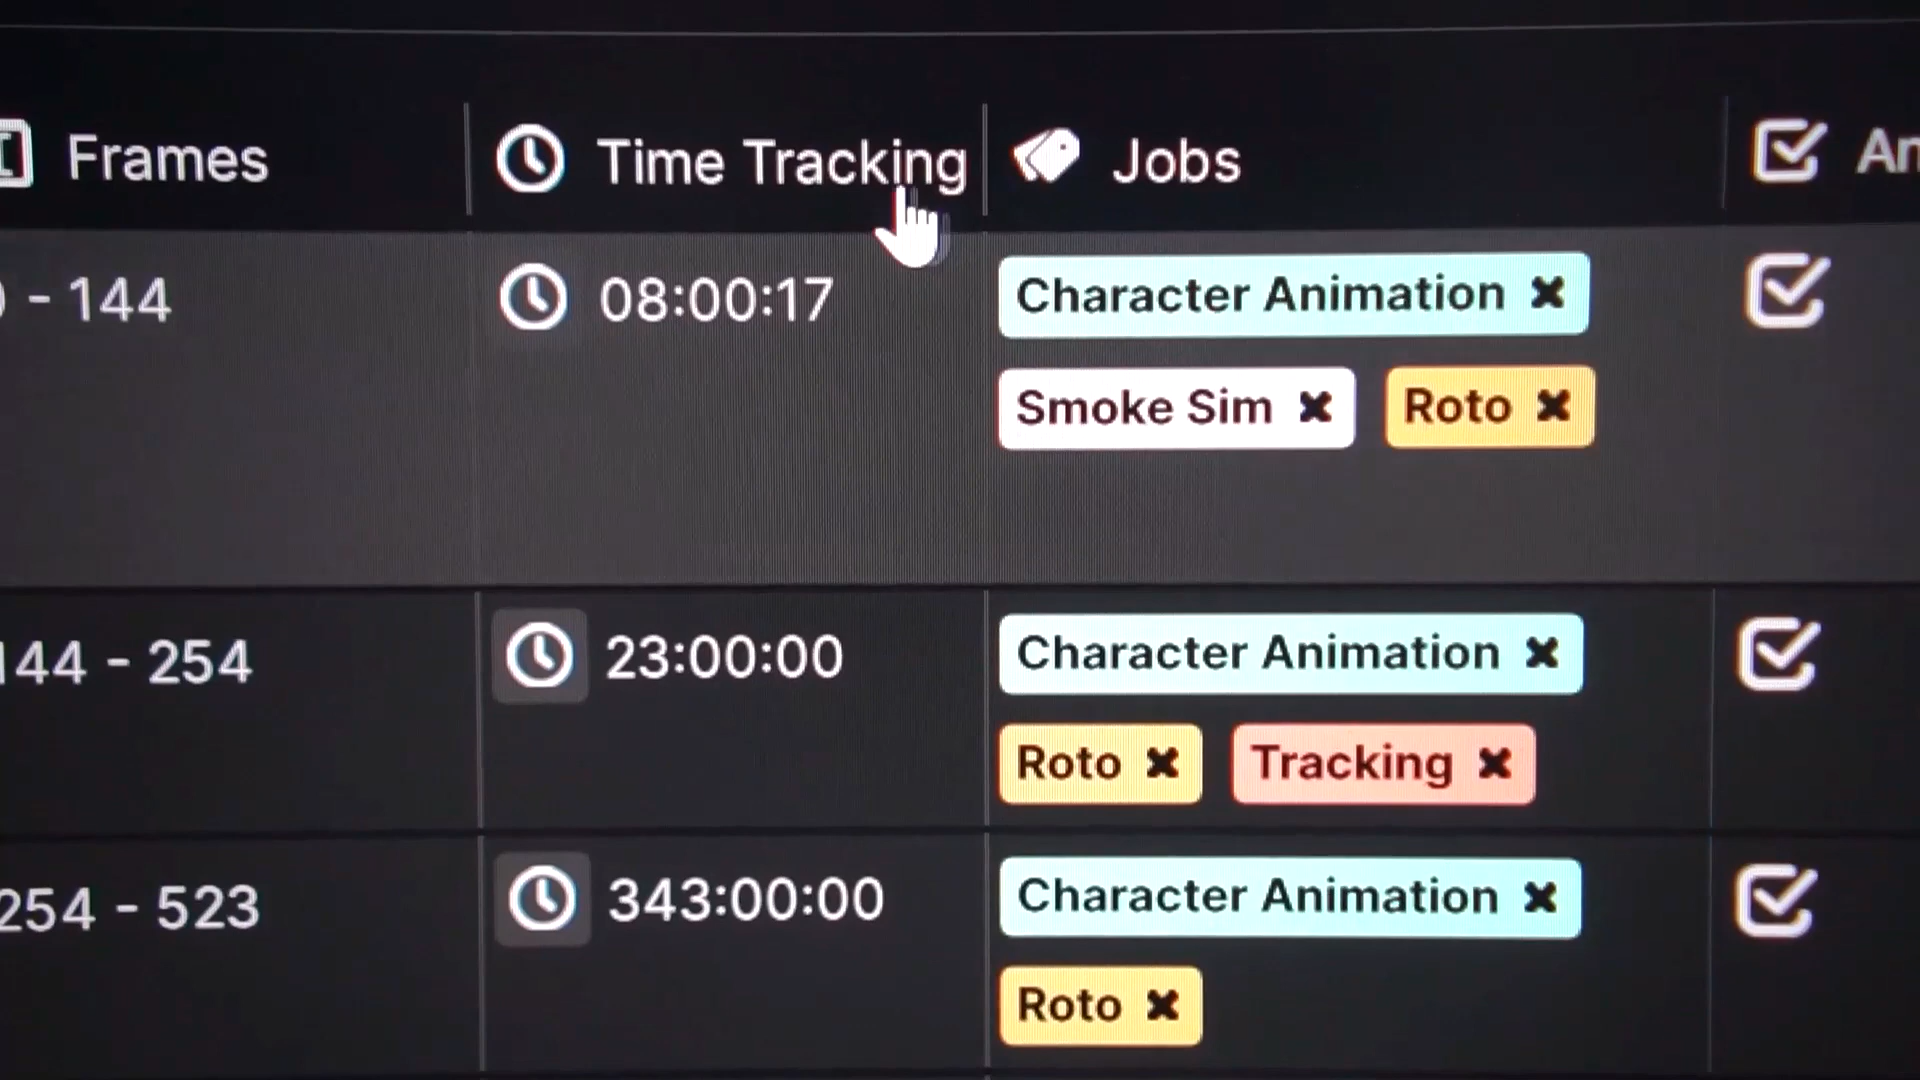 Frames Time Tracking Jobs An
- 144 08:00:17 Character Animation
Smoke Sim Roto
144 - 254 23:00:00 Character Animation
Roto Tracking
254 - 523 343:00:00 Character Animation
Roto